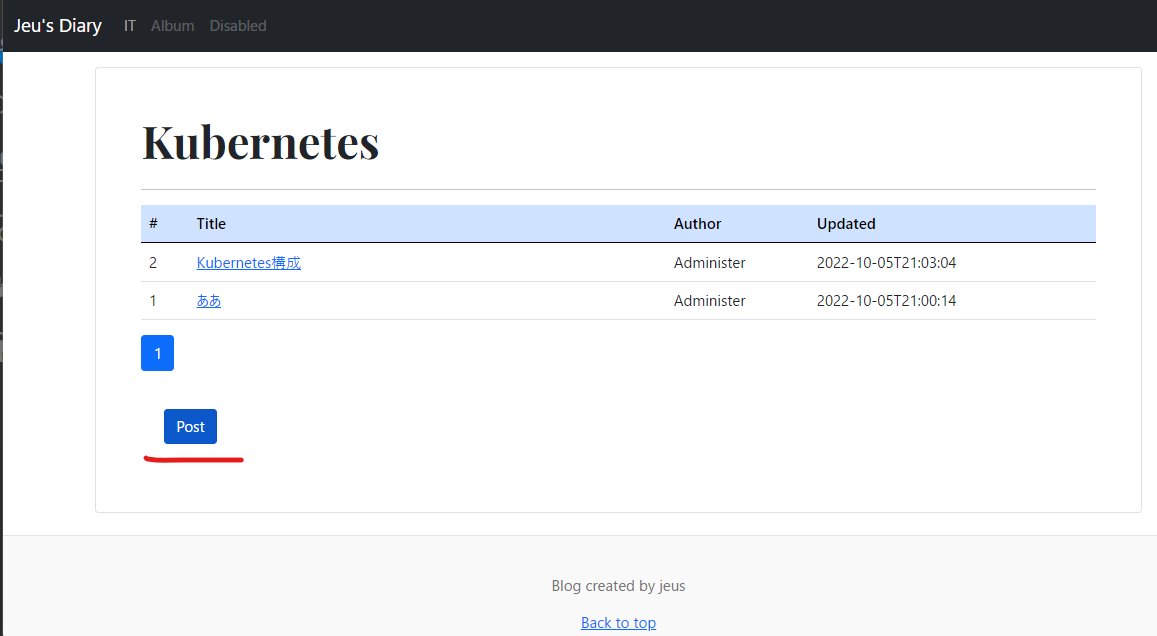 Jeu's Diary IT Album Disabled
Kubernetes
# Title Author Updated
2 Kubernetes構成 Administer 2022-10-05T21:03:04
1 ああ Administer 2022-10-05T21:00:14
1
Post
Blog created by jeus
Back to top